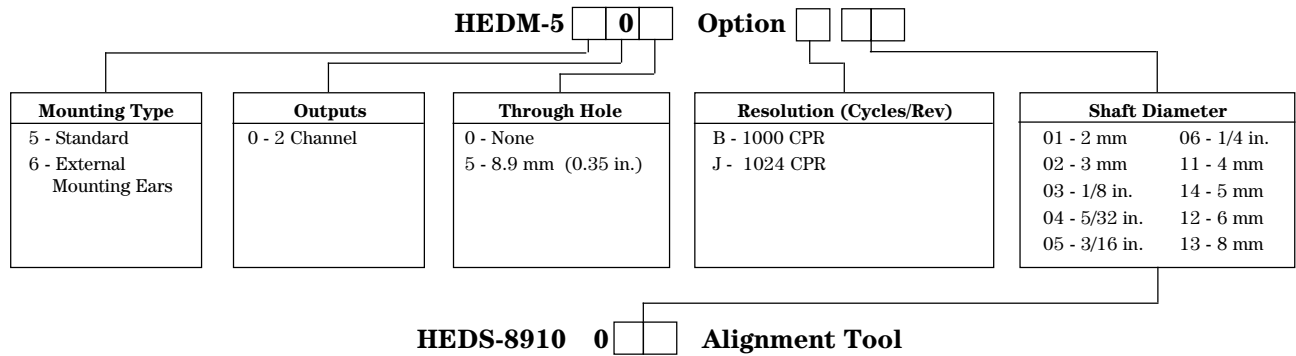 HEDM-5 0 Option
Mounting Type
5 - Standard
6 - External
Mounting Ears
Outputs
0 - 2 Channel
Through Hole
0 - None
5 - 8.9 mm (0.35 in.)
Resolution (Cycles/Rev)
B - 1000 CPR
J - 1024 CPR
Shaft Diameter
01 - 2 mm 06 - 1/4 in.
02 - 3 mm 11 - 4 mm
03 - 1/8 in. 14 - 5 mm
04 - 5/32 in. 12 - 6 mm
05 - 3/16 in. 13 - 8 mm
HEDS-8910 0 Alignment Tool